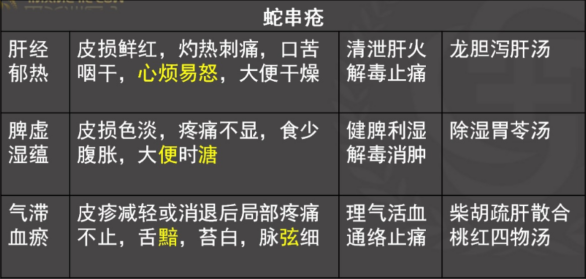 蛇串疮
肝经
郁热
皮损鲜红，灼热刺痛，口苦
咽干，心烦易怒，大便干燥
清泄肝火
解毒止痛
龙胆泻肝汤
脾虚
湿蕴
皮损色淡，疼痛不显，食少
腹胀，大便时溏
健脾利湿
解毒消肿
除湿胃苓汤
气滞
血瘀
皮疹减轻或消退后局部疼痛
不止，舌黯，苔白，脉弦细
理气活血
通络止痛
柴胡疏肝散合
桃红四物汤